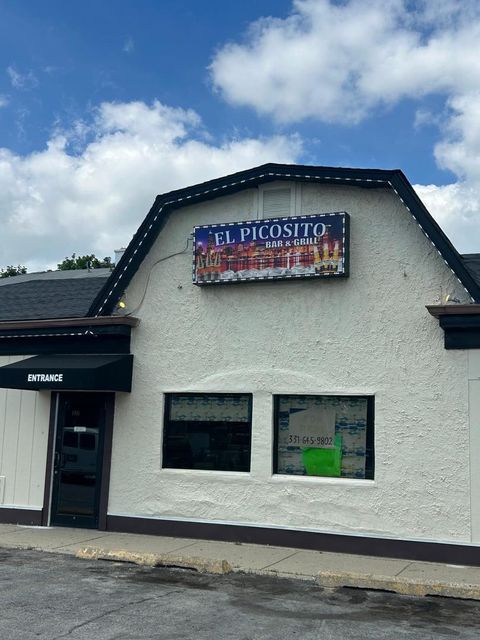 EL PICOSITO
BAR & GRILL
ENTRANCE
331 645-9802